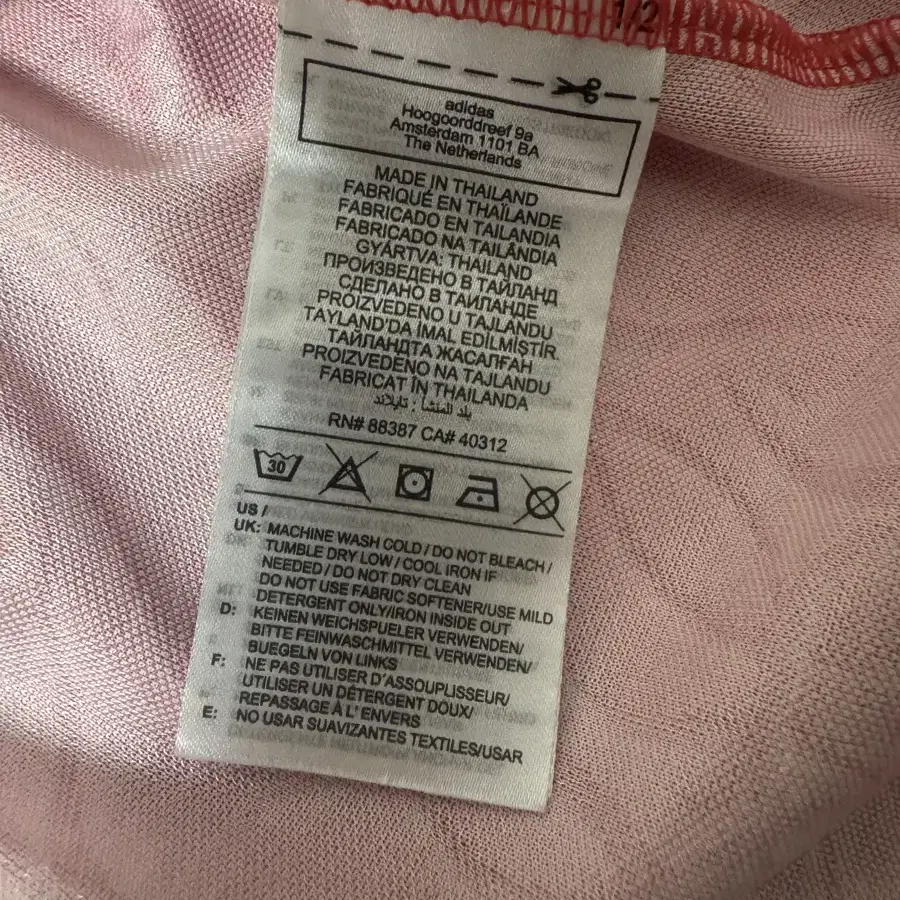 1/2
adidas
Hoogoorddreef 9a
Amsterdam 1101 BA
The Netherlands
MADE IN THAILAND
FABRIQUÉ EN THAÏLANDE
FABRICADO EN TAILANDIA
FABRICADO NA TAILÂNDIA
GYÁRTVA: THAILAND
ПРОИЗВЕДЕНО В ТАЙЛАНД
СДЕЛАНО В ТАИЛАНДЕ
PROIZVEDENO U TAJLANDU
TAYLAND'DA İMAL EDİLMİŞTİR.
ТАЙЛАНДТА ЖАСАЛҒАН
PROIZVEDENO NA TAJLANDU
FABRICAT ÎN THAILANDA
بلد المنشأ : تايلاند
RN# 88387 CA# 40312
30
US /
UK: MACHINE WASH COLD / DO NOT BLEACH /
TUMBLE DRY LOW / COOL IRON IF
NEEDED / DO NOT DRY CLEAN
DO NOT USE FABRIC SOFTENER/USE MILD
DETERGENT ONLY/IRON INSIDE OUT
D: KEINEN WEICHSPUELER VERWENDEN/
BITTE FEINWASCHMITTEL VERWENDEN/
BUEGELN VON LINKS
F: NE PAS UTILISER D'ASSOUPLISSEUR/
UTILISER UN DÉTERGENT DOUX/
REPASSAGE À L' ENVERS
E: NO USAR SUAVIZANTES TEXTILES/USAR